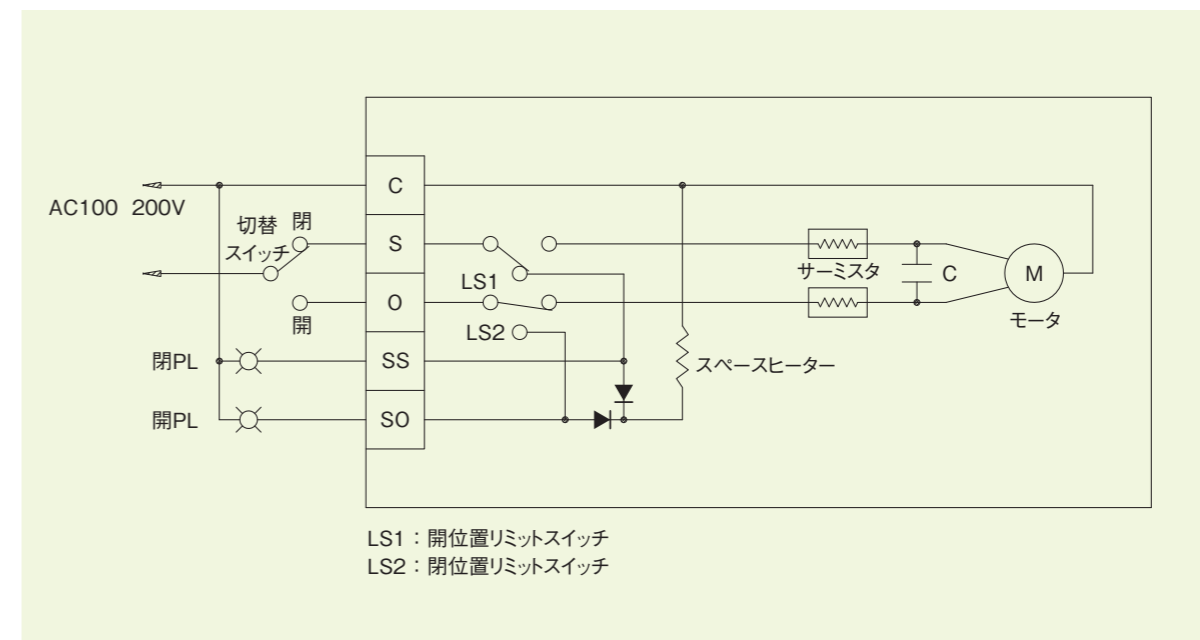 C
AC100 200V
切替 閉
スイッチ
S
LS1
サーミスタ
C
M
モータ
開
O
LS2
閉PL
SS
スペースヒーター
開PL
SO
LS1：開位置リミットスイッチ
LS2：閉位置リミットスイッチ